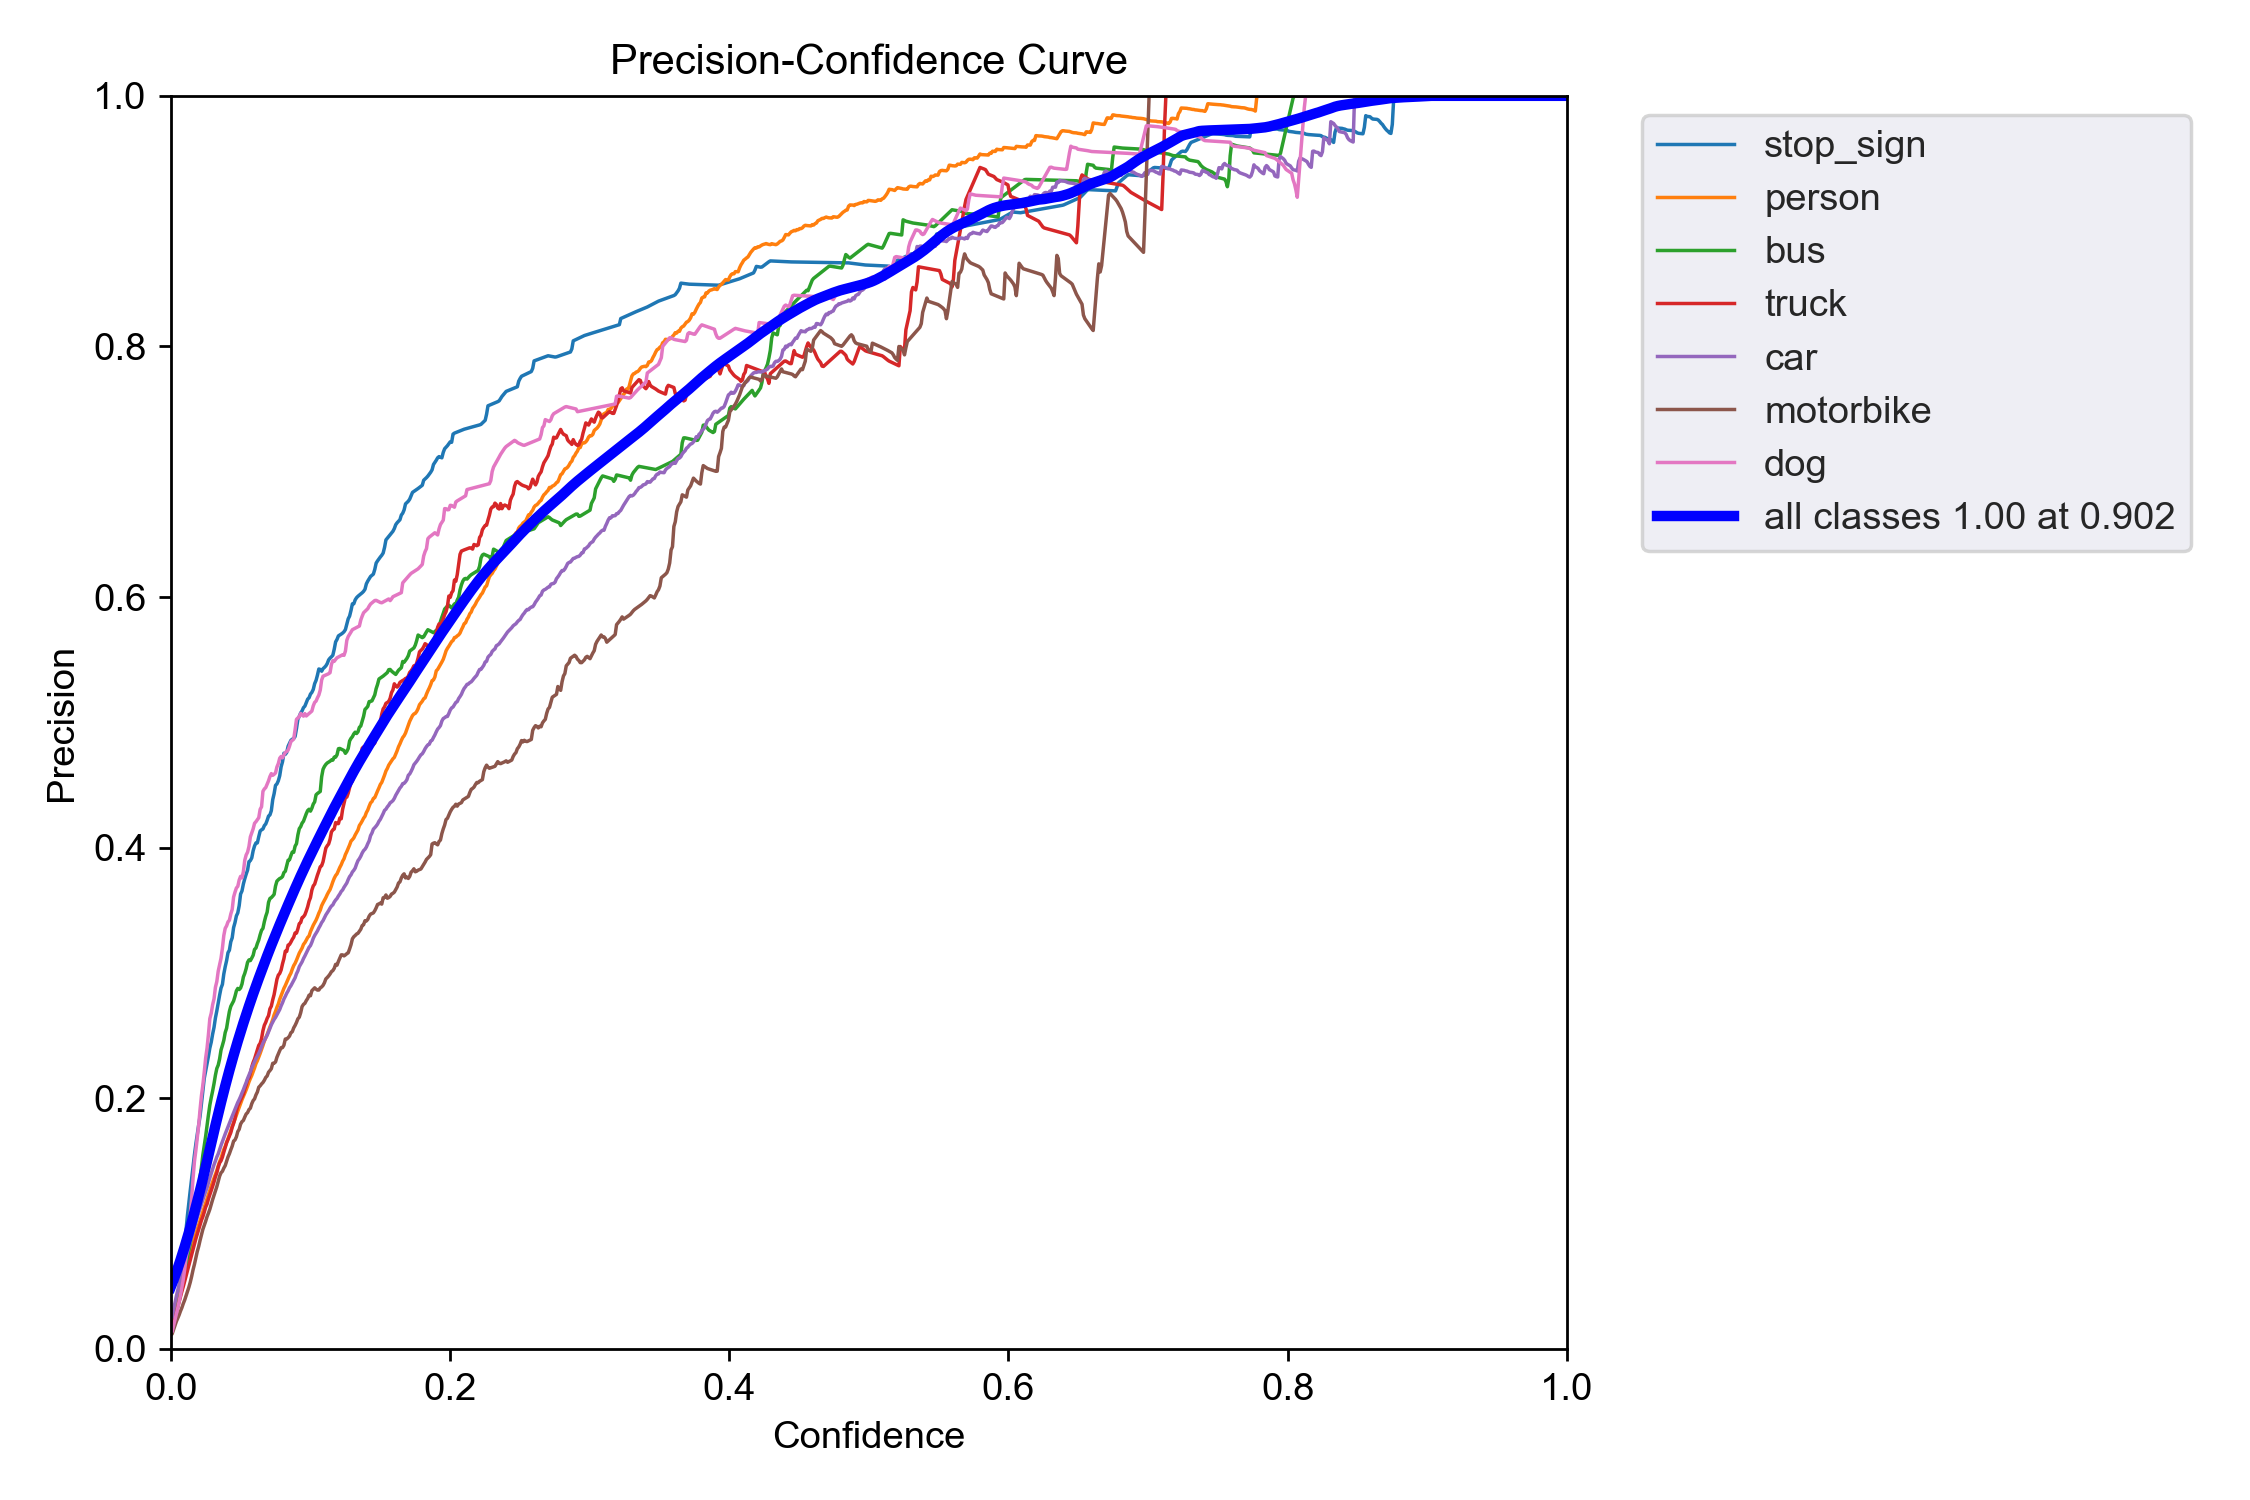 Precision-Confidence Curve
1.0
0.8
0.6
0.4
0.2
0.0
Precision
0.0 0.2 0.4 0.6 0.8 1.0
Confidence
stop_sign
person
bus
truck
car
motorbike
dog
all classes 1.00 at 0.902